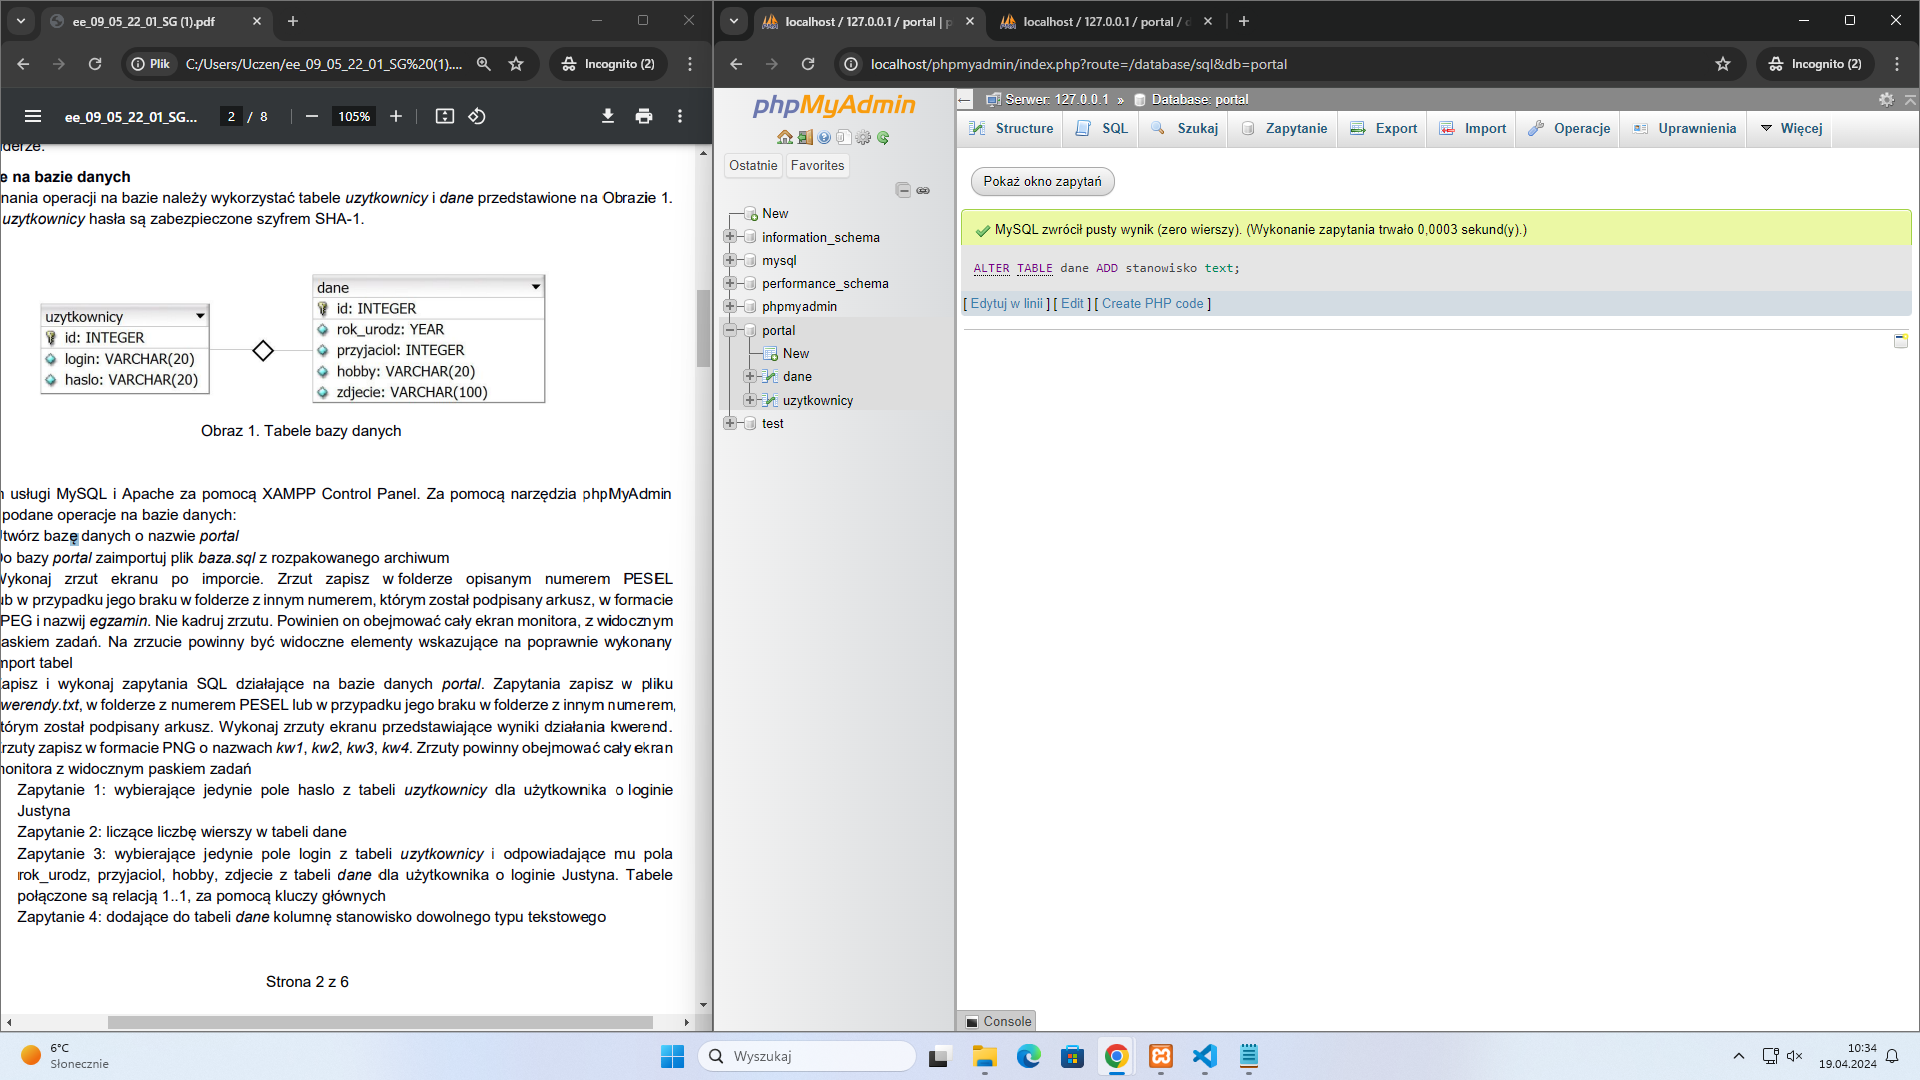 ee_09_05_22_01_SG (1).pdf
Plik
C:/Users/Uczen/ee_09_05_22_01_SG%20(1)....
Incognito (2)
ee_09_05_22_01_SG...
2 / 8
105%
e na bazie danych
nania operacji na bazie należy wykorzystać tabele uzytkownicy i dane przedstawione na Obrazie 1.
uzytkownicy hasła są zabezpieczone szyfrem SHA-1.
uzytkownicy
id: INTEGER
login: VARCHAR(20)
haslo: VARCHAR(20)
dane
id: INTEGER
rok_urodz: YEAR
przyjaciol: INTEGER
hobby: VARCHAR(20)
zdjecie: VARCHAR(100)
Obraz 1. Tabele bazy danych
n usługi MySQL i Apache za pomocą XAMPP Control Panel. Za pomocą narzędzia phpMyAdmin
podane operacje na bazie danych:
twórz bazę danych o nazwie portal
Do bazy portal zaimportuj plik baza.sql z rozpakowanego archiwum
Wykonaj zrzut ekranu po imporcie. Zrzut zapisz w folderze opisanym numerem PESEL
ub w przypadku jego braku w folderze z innym numerem, którym został podpisany arkusz, w formacie
PEG i nazwij egzamin. Nie kadruj zrzutu. Powinien on obejmować cały ekran monitora, z widocznym
paskiem zadań. Na zrzucie powinny być widoczne elementy wskazujące na poprawnie wykonany
mport tabel
Zapisz i wykonaj zapytania SQL działające na bazie danych portal. Zapytania zapisz w pliku
kwerendy.txt, w folderze z numerem PESEL lub w przypadku jego braku w folderze z innym numerem,
którym został podpisany arkusz. Wykonaj zrzuty ekranu przedstawiające wyniki działania kwerend.
Zrzuty zapisz w formacie PNG o nazwach kw1, kw2, kw3, kw4. Zrzuty powinny obejmować cały ekran
monitora z widocznym paskiem zadań
Zapytanie 1: wybierające jedynie pole haslo z tabeli uzytkownicy dla użytkownika o loginie
Justyna
Zapytanie 2: liczące liczbę wierszy w tabeli dane
Zapytanie 3: wybierające jedynie pole login z tabeli uzytkownicy i odpowiadające mu pola
rok_urodz, przyjaciol, hobby, zdjecie z tabeli dane dla użytkownika o loginie Justyna. Tabele
połączone są relacją 1..1, za pomocą kluczy głównych
Zapytanie 4: dodające do tabeli dane kolumnę stanowisko dowolnego typu tekstowego
Strona 2 z 6
localhost / 127.0.0.1 / portal | p
localhost / 127.0.0.1 / portal / d
localhost/phpmyadmin/index.php?route=/database/sql&db=portal
Incognito (2)
phpMyAdmin
Ostatnie
Favorites
New
information_schema
mysql
performance_schema
phpmyadmin
portal
New
dane
uzytkownicy
test
Serwer: 127.0.0.1 » Database: portal
Structure
SQL
Szukaj
Zapytanie
Export
Import
Operacje
Uprawnienia
Więcej
Pokaż okno zapytań
MySQL zwrócił pusty wynik (zero wierszy). (Wykonanie zapytania trwało 0,0003 sekund(y).)
ALTER TABLE dane ADD stanowisko text;
[ Edytuj w linii ] [ Edit ] [ Create PHP code ]
Console
6°C
Słonecznie
Wyszukaj
10:34
19.04.2024